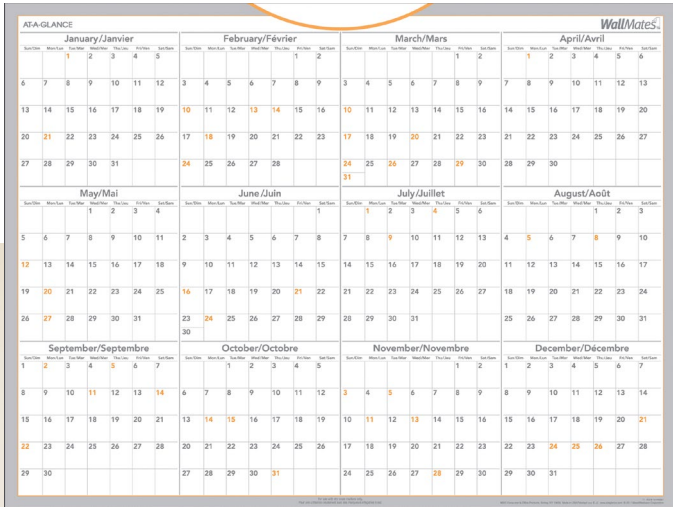 AT-A-GLANCE
WallMates
January/Janvier February/Février March/Mars April/Avril
Sun/Dim Mon/Lun Tue/Mar Wed/Mer Thu/Jeu Fri/Ven Sat/Sam Sun/Dim Mon/Lun Tue/Mar Wed/Mer Thu/Jeu Fri/Ven Sat/Sam Sun/Dim Mon/Lun Tue/Mar Wed/Mer Thu/Jeu Fri/Ven Sat/Sam Sun/Dim Mon/Lun Tue/Mar Wed/Mer Thu/Jeu Fri/Ven Sat/Sam
1 2 3 4 5 1 2 1 2 1 2 3 4 5 6
6 7 8 9 10 11 12 3 4 5 6 7 8 9 3 4 5 6 7 8 9 7 8 9 10 11 12 13
13 14 15 16 17 18 19 10 11 12 13 14 15 16 10 11 12 13 14 15 16 14 15 16 17 18 19 20
20 21 22 23 24 25 26 17 18 19 20 21 22 23 17 18 19 20 21 22 23 21 22 23 24 25 26 27
27 28 29 30 31 24 25 26 27 28 24 25 26 27 28 29 30 28 29 30
31
May/Mai June/Juin July/Juillet August/Août
Sun/Dim Mon/Lun Tue/Mar Wed/Mer Thu/Jeu Fri/Ven Sat/Sam Sun/Dim Mon/Lun Tue/Mar Wed/Mer Thu/Jeu Fri/Ven Sat/Sam Sun/Dim Mon/Lun Tue/Mar Wed/Mer Thu/Jeu Fri/Ven Sat/Sam Sun/Dim Mon/Lun Tue/Mar Wed/Mer Thu/Jeu Fri/Ven Sat/Sam
1 2 3 4 1 1 2 3 4 5 6 1 2 3
5 6 7 8 9 10 11 2 3 4 5 6 7 8 7 8 9 10 11 12 13 4 5 6 7 8 9 10
12 13 14 15 16 17 18 9 10 11 12 13 14 15 14 15 16 17 18 19 20 11 12 13 14 15 16 17
19 20 21 22 23 24 25 16 17 18 19 20 21 22 21 22 23 24 25 26 27 18 19 20 21 22 23 24
26 27 28 29 30 31 23 24 25 26 27 28 29 28 29 30 31 25 26 27 28 29 30 31
30
September/Septembre October/Octobre November/Novembre December/Décembre
Sun/Dim Mon/Lun Tue/Mar Wed/Mer Thu/Jeu Fri/Ven Sat/Sam Sun/Dim Mon/Lun Tue/Mar Wed/Mer Thu/Jeu Fri/Ven Sat/Sam Sun/Dim Mon/Lun Tue/Mar Wed/Mer Thu/Jeu Fri/Ven Sat/Sam Sun/Dim Mon/Lun Tue/Mar Wed/Mer Thu/Jeu Fri/Ven Sat/Sam
1 2 3 4 5 6 7 1 2 3 4 5 1 2 1 2 3 4 5 6 7
8 9 10 11 12 13 14 6 7 8 9 10 11 12 3 4 5 6 7 8 9 8 9 10 11 12 13 14
15 16 17 18 19 20 21 13 14 15 16 17 18 19 10 11 12 13 14 15 16 15 16 17 18 19 20 21
22 23 24 25 26 27 28 20 21 22 23 24 25 26 17 18 19 20 21 22 23 22 23 24 25 26 27 28
29 30 27 28 29 30 31 24 25 26 27 28 29 30 29 30 31